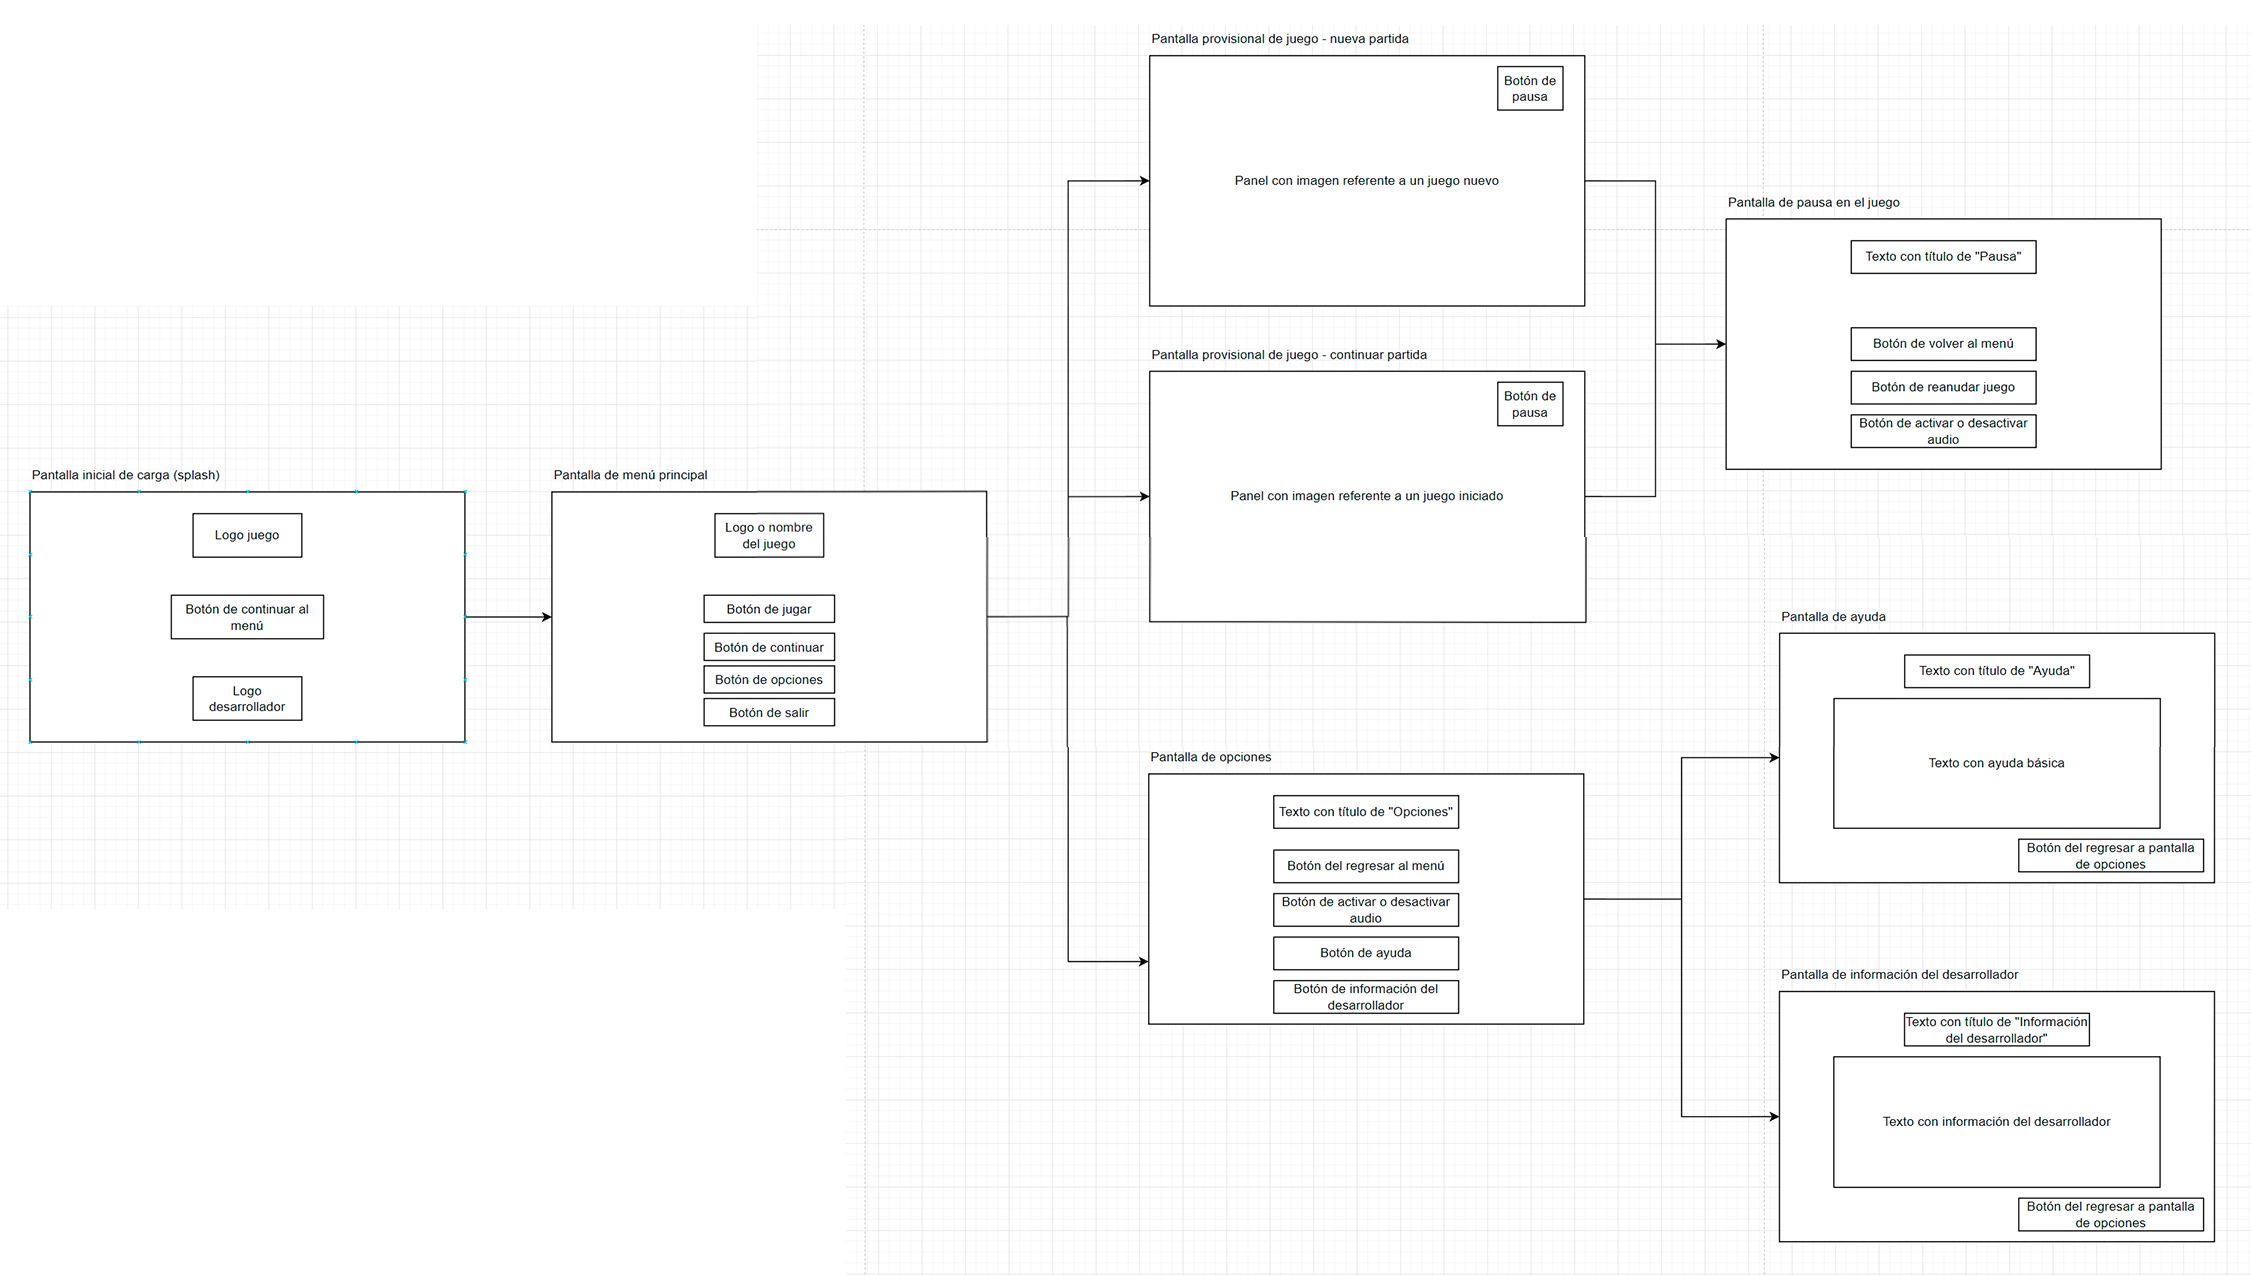 Pantalla inicial de carga (splash)
Logo juego
Botón de continuar al
menú
Logo
desarrollador
Pantalla de menú principal
Logo o nombre
del juego
Botón de jugar
Botón de continuar
Botón de opciones
Botón de salir
Pantalla provisional de juego - nueva partida
Botón de
pausa
Panel con imagen referente a un juego nuevo
Pantalla provisional de juego - continuar partida
Botón de
pausa
Panel con imagen referente a un juego iniciado
Pantalla de pausa en el juego
Texto con título de "Pausa"
Botón de volver al menú
Botón de reanudar juego
Botón de activar o desactivar
audio
Pantalla de opciones
Texto con título de "Opciones"
Botón del regresar al menú
Botón de activar o desactivar
audio
Botón de ayuda
Botón de información del
desarrollador
Pantalla de ayuda
Texto con título de "Ayuda"
Texto con ayuda básica
Botón del regresar a pantalla
de opciones
Pantalla de información del desarrollador
Texto con título de "Información
del desarrollador"
Texto con información del desarrollador
Botón del regresar a pantalla
de opciones